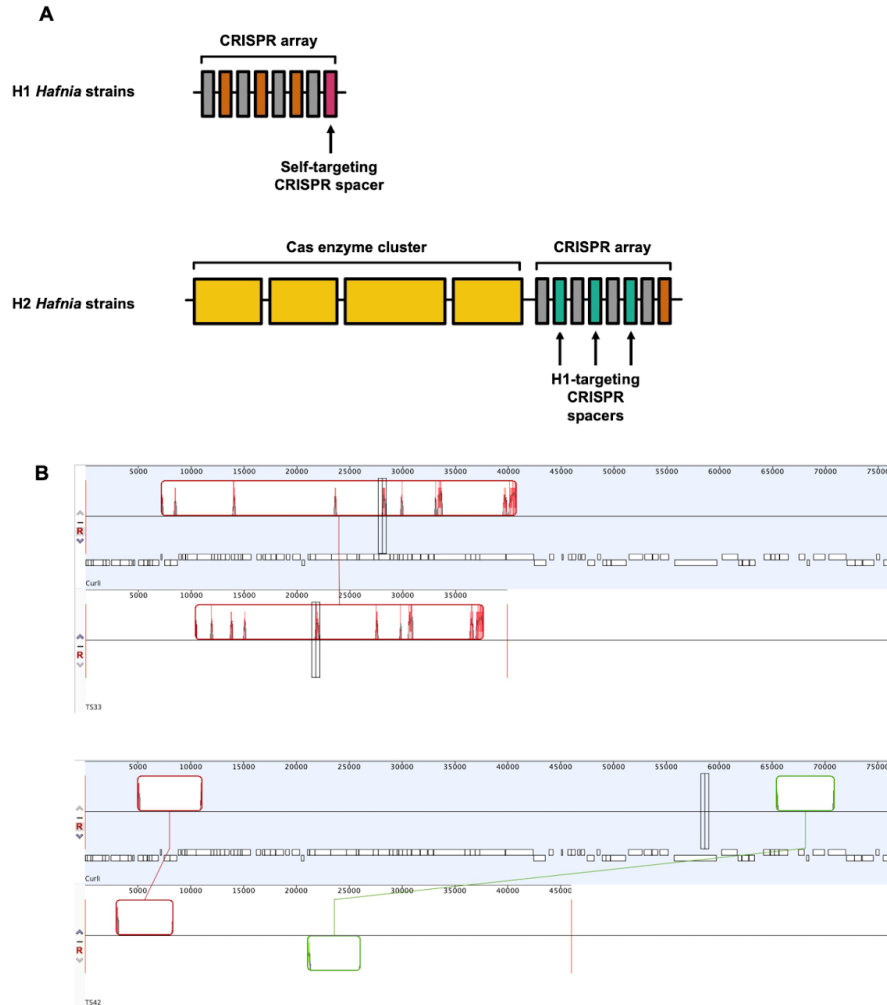 A
CRISPR array
H1 Hafnia strains
Self-targeting
CRISPR spacer
Cas enzyme cluster CRISPR array
H2 Hafnia strains
H1-targeting
CRISPR
spacers
B
5000 10000 15000 20000 25000 30000 35000 40000 45000 50000 55000 60000 65000 70000 75000
R
Curli
5000 10000 15000 20000 25000 30000 35000
R
TS33
5000 10000 15000 20000 25000 30000 35000 40000 45000 50000 55000 60000 65000 70000 75000
R
Curli
5000 10000 15000 20000 25000 30000 35000 40000 45000
R
TS42